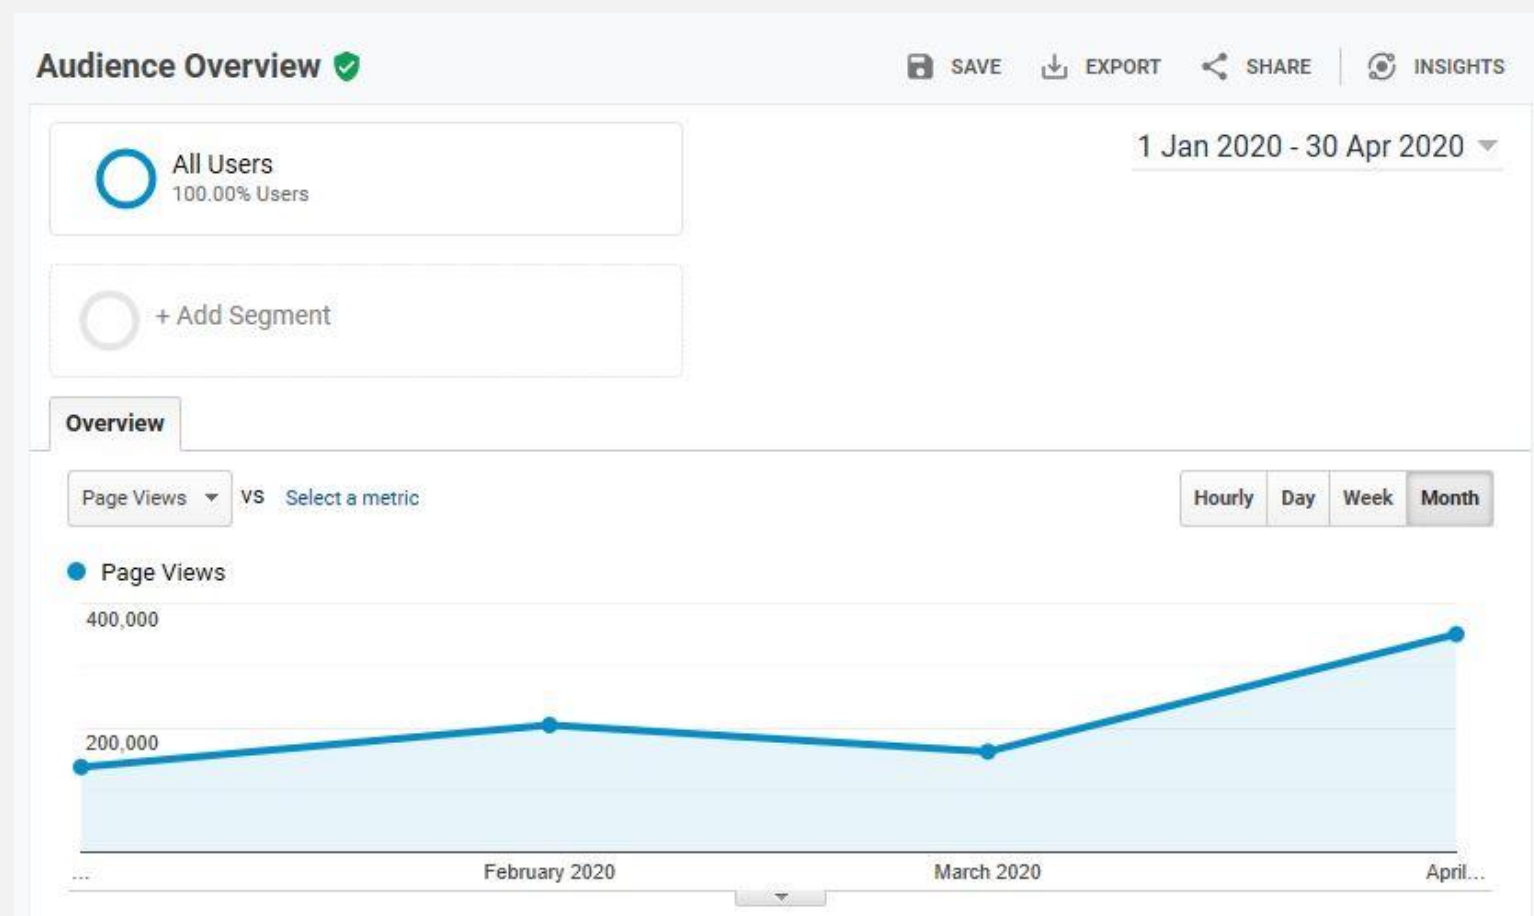 Audience Overview
SAVE EXPORT SHARE INSIGHTS
All Users
100.00% Users
1 Jan 2020 - 30 Apr 2020
+ Add Segment
Overview
Page Views vs Select a metric
Hourly Day Week Month
Page Views
400,000
200,000
... February 2020 March 2020 April...